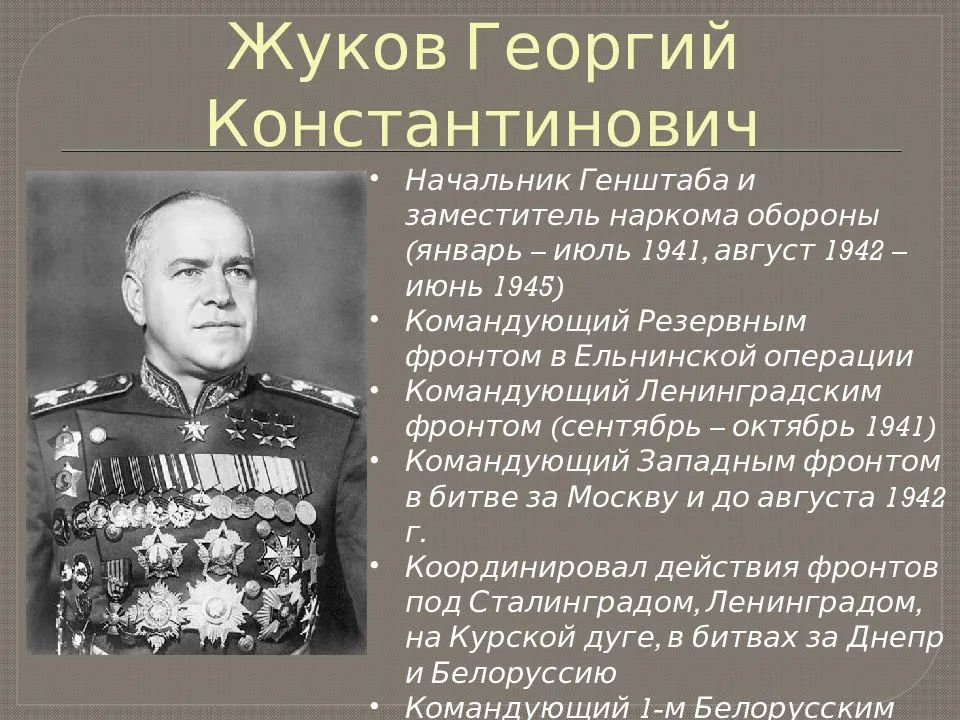 Жуков Георгий
Константинович
• Начальник Генштаба и
заместитель наркома обороны
(январь – июль 1941, август 1942 –
июнь 1945)
• Командующий Резервным
фронтом в Ельнинской операции
• Командующий Ленинградским
фронтом (сентябрь – октябрь 1941)
• Командующий Западным фронтом
в битве за Москву и до августа 1942
г.
• Координировал действия фронтов
под Сталинградом, Ленинградом,
на Курской дуге, в битвах за Днепр
и Белоруссию
• Командующий 1-м Белорусским